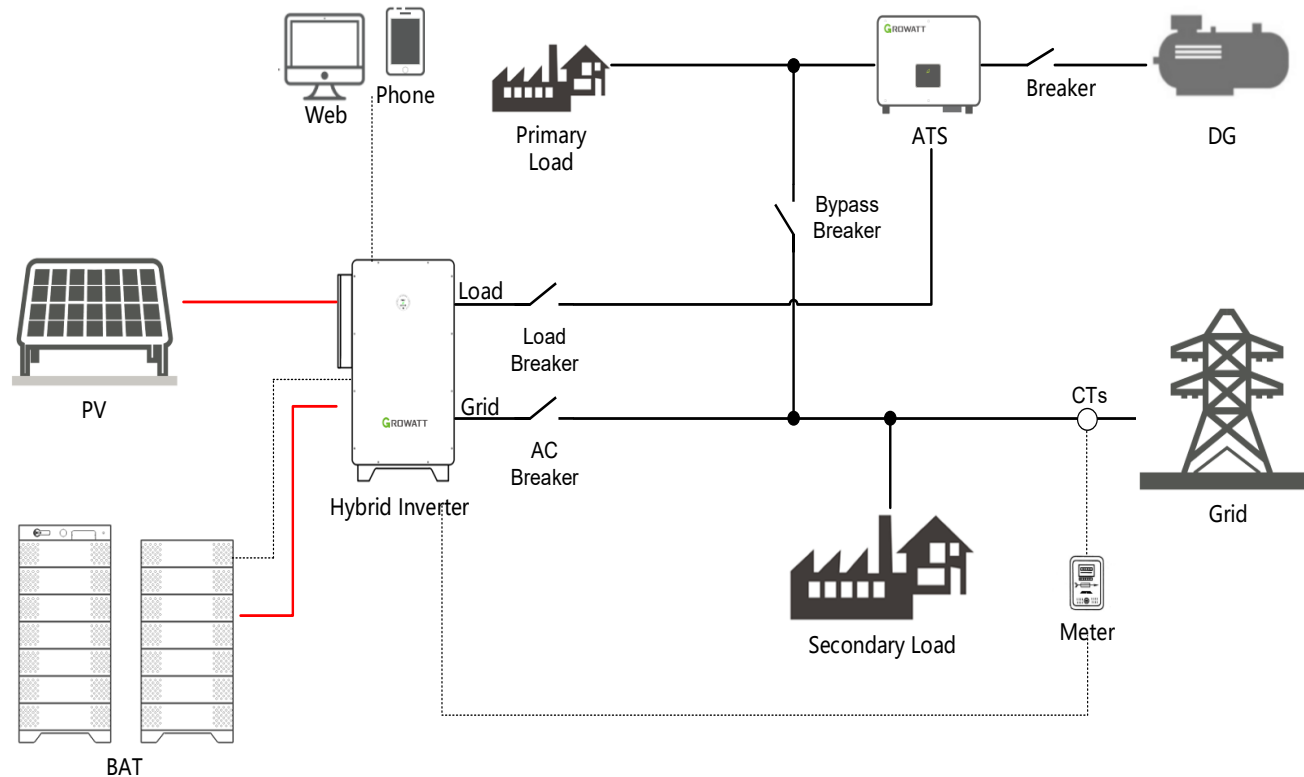 GROWATT
Web
Phone
Primary
Load
ATS
Breaker
DG
Bypass
Breaker
Load
Load
Breaker
PV
Grid
AC
Breaker
GROWATT
Hybrid Inverter
CTs
Grid
Secondary Load
Meter
BAT